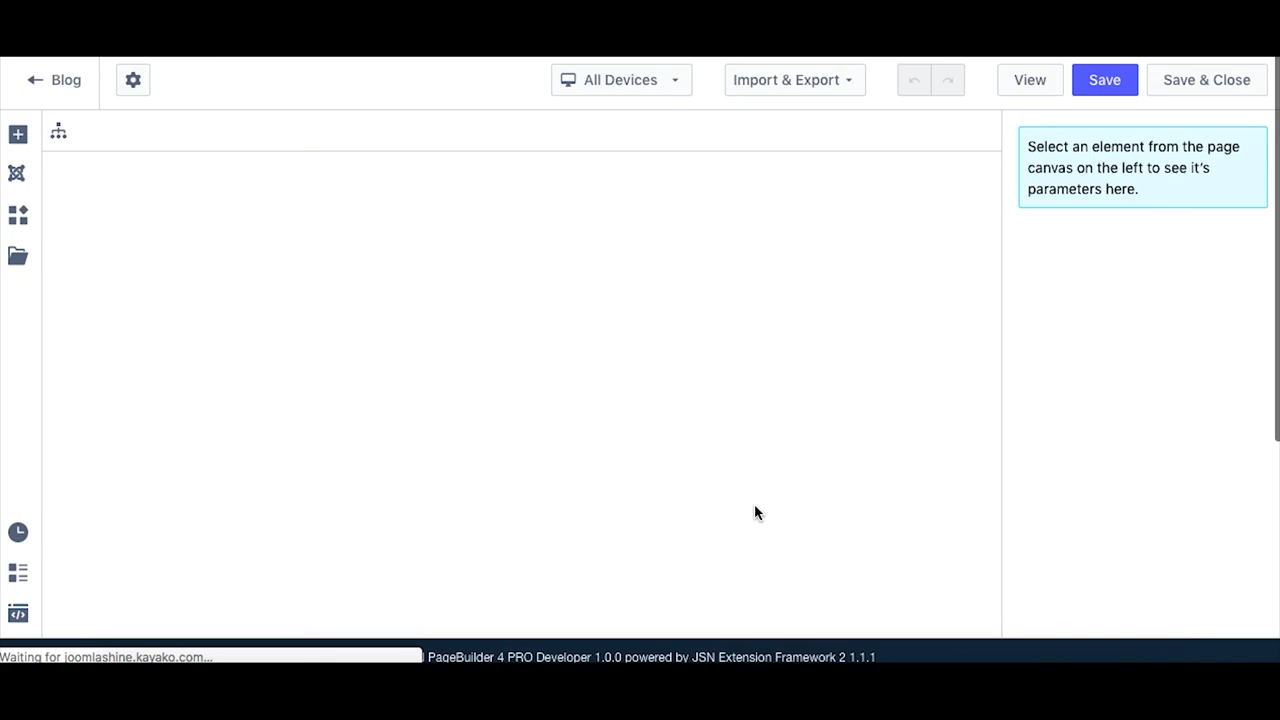 Blog
All Devices
Import & Export
View
Save
Save & Close
Select an element from the page
canvas on the left to see it's
parameters here.
Waiting for joomlashine.kayako.com...
PageBuilder 4 PRO Developer 1.0.0 powered by JSN Extension Framework 2 1.1.1